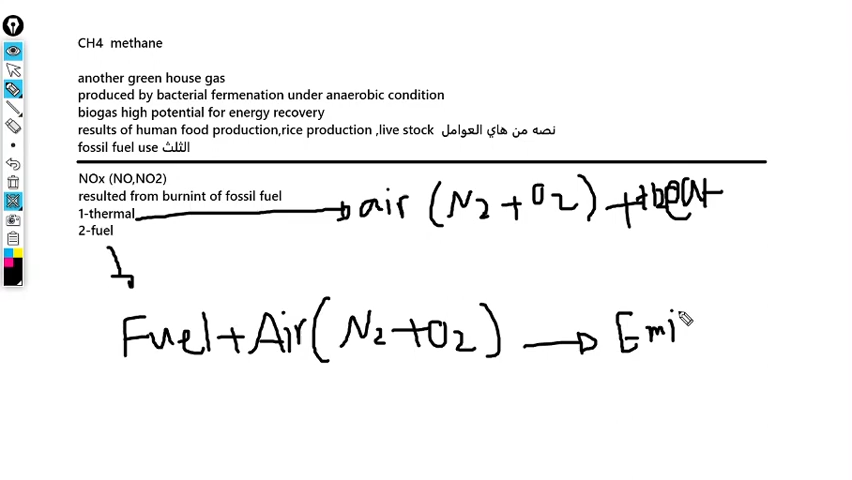 CH4 methane
another green house gas
produced by bacterial fermenation under anaerobic condition
biogas high potential for energy recovery
results of human food production,rice production ,live stock نصه من هاي العوامل
fossil fuel use الثلث
NOx (NO,NO2)
resulted from burnint of fossil fuel
1-thermal air (N2+O2) + heat
2-fuel
Fuel+Air(N2+O2) Emi